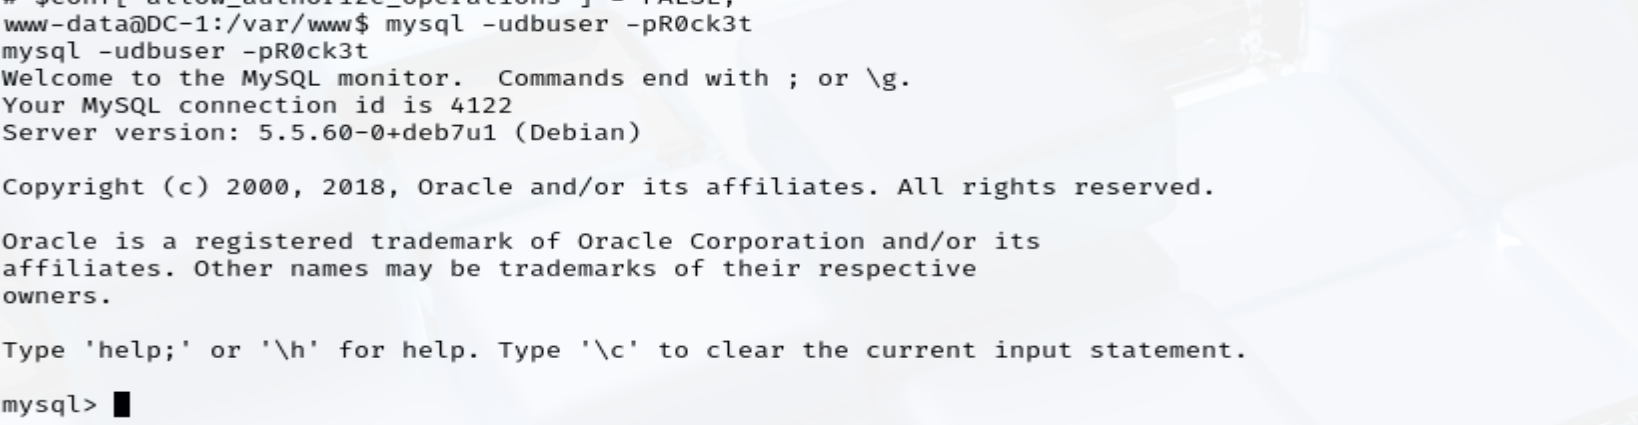 # $conf['allow_authorize_operations'] = FALSE;
www-data@DC-1:/var/www$ mysql -udbuser -pR0ck3t
mysql -udbuser -pR0ck3t
Welcome to the MySQL monitor.  Commands end with ; or \g.
Your MySQL connection id is 4122
Server version: 5.5.60-0+deb7u1 (Debian)
Copyright (c) 2000, 2018, Oracle and/or its affiliates. All rights reserved.
Oracle is a registered trademark of Oracle Corporation and/or its
affiliates. Other names may be trademarks of their respective
owners.
Type 'help;' or '\h' for help. Type '\c' to clear the current input statement.
mysql>